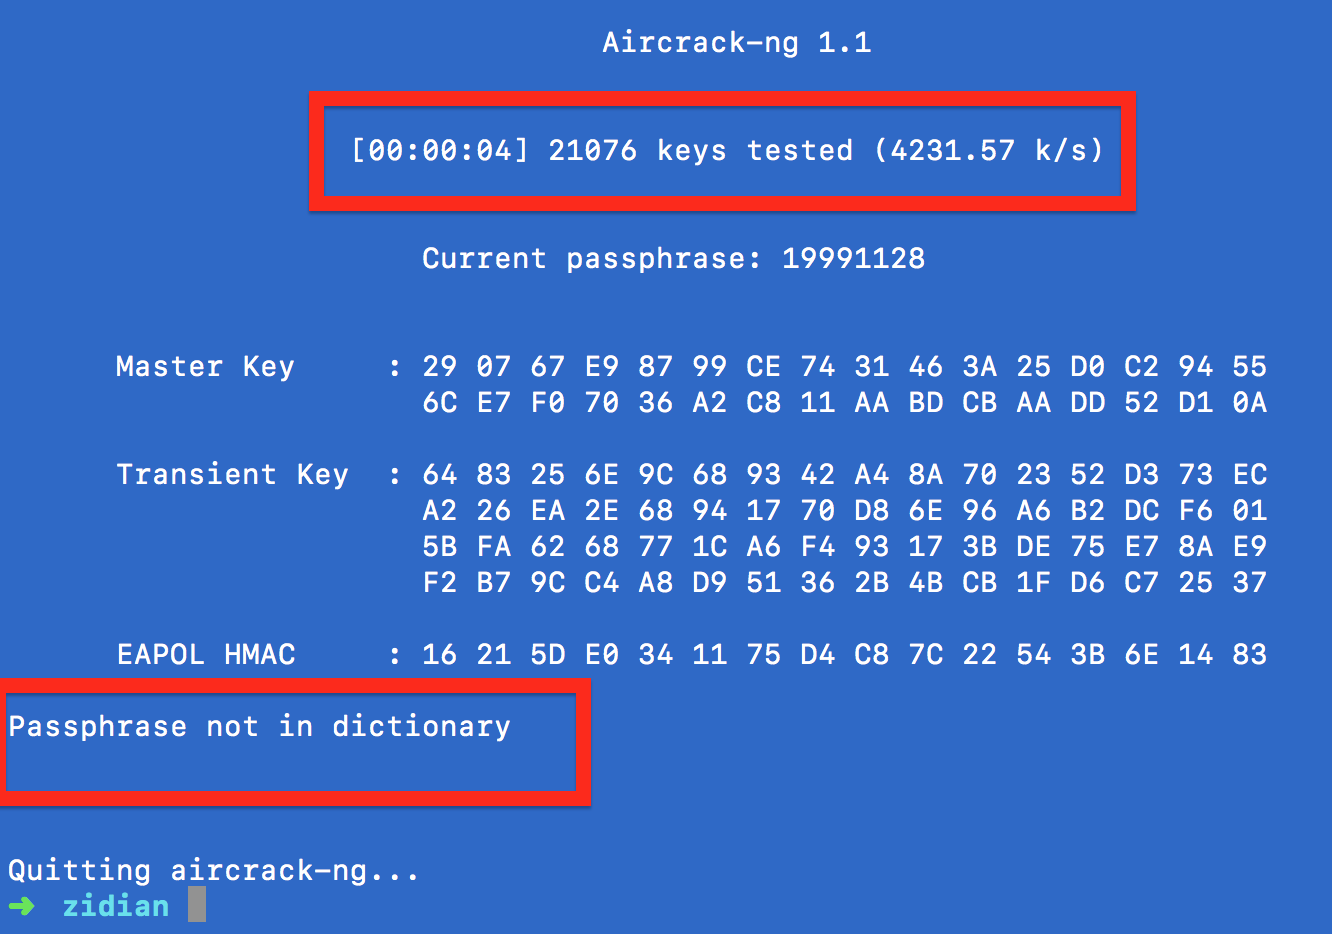 Aircrack-ng 1.1
[00:00:04] 21076 keys tested (4231.57 k/s)
Current passphrase: 19991128
Master Key : 29 07 67 E9 87 99 CE 74 31 46 3A 25 D0 C2 94 55
6C E7 F0 70 36 A2 C8 11 AA BD CB AA DD 52 D1 0A
Transient Key : 64 83 25 6E 9C 68 93 42 A4 8A 70 23 52 D3 73 EC
A2 26 EA 2E 68 94 17 70 D8 6E 96 A6 B2 DC F6 01
5B FA 62 68 77 1C A6 F4 93 17 3B DE 75 E7 8A E9
F2 B7 9C C4 A8 D9 51 36 2B 4B CB 1F D6 C7 25 37
EAPOL HMAC : 16 21 5D E0 34 11 75 D4 C8 7C 22 54 3B 6E 14 83
Passphrase not in dictionary
Quitting aircrack-ng...
➜ zidian